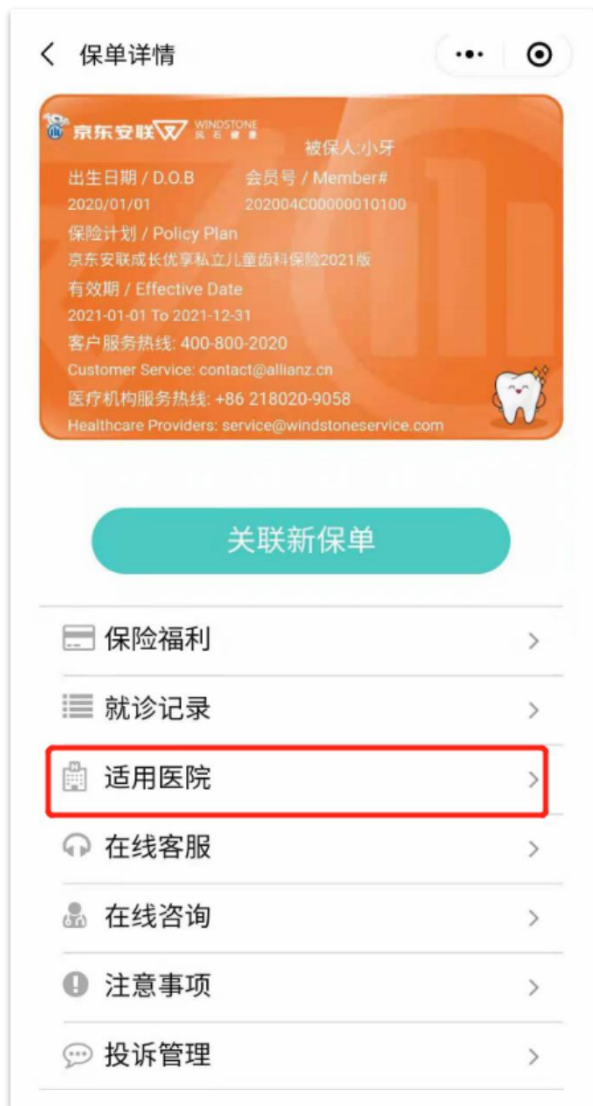 保单详情
京东安联 WINDSTONE
风石健康
被保人:小牙
出生日期 / D.O.B 会员号 / Member#
2020/01/01 202004C00000010100
保险计划 / Policy Plan
京东安联成长优享私立儿童齿科保险2021版
有效期 / Effective Date
2021-01-01 To 2021-12-31
客户服务热线: 400-800-2020
Customer Service: contact@allianz.cn
医疗机构服务热线: +86 218020-9058
Healthcare Providers: service@windstoneservice.com
关联新保单
保险福利
就诊记录
适用医院
在线客服
在线咨询
注意事项
投诉管理